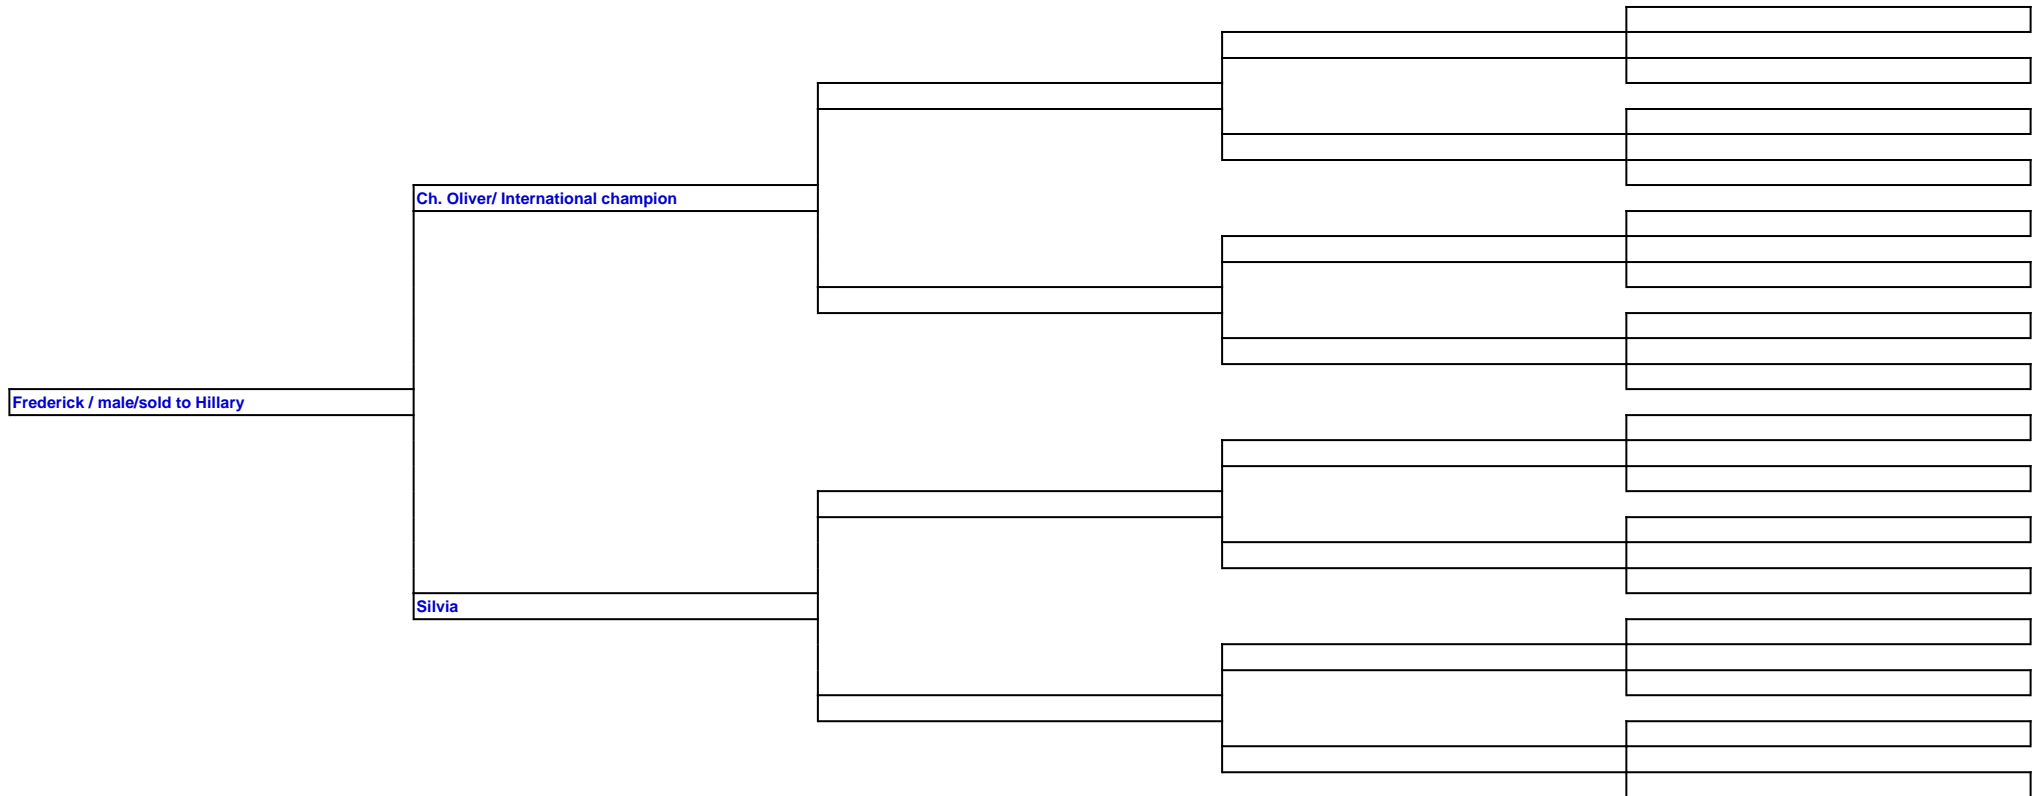 Ch. Oliver/ International champion
Frederick / male/sold to Hillary
Silvia